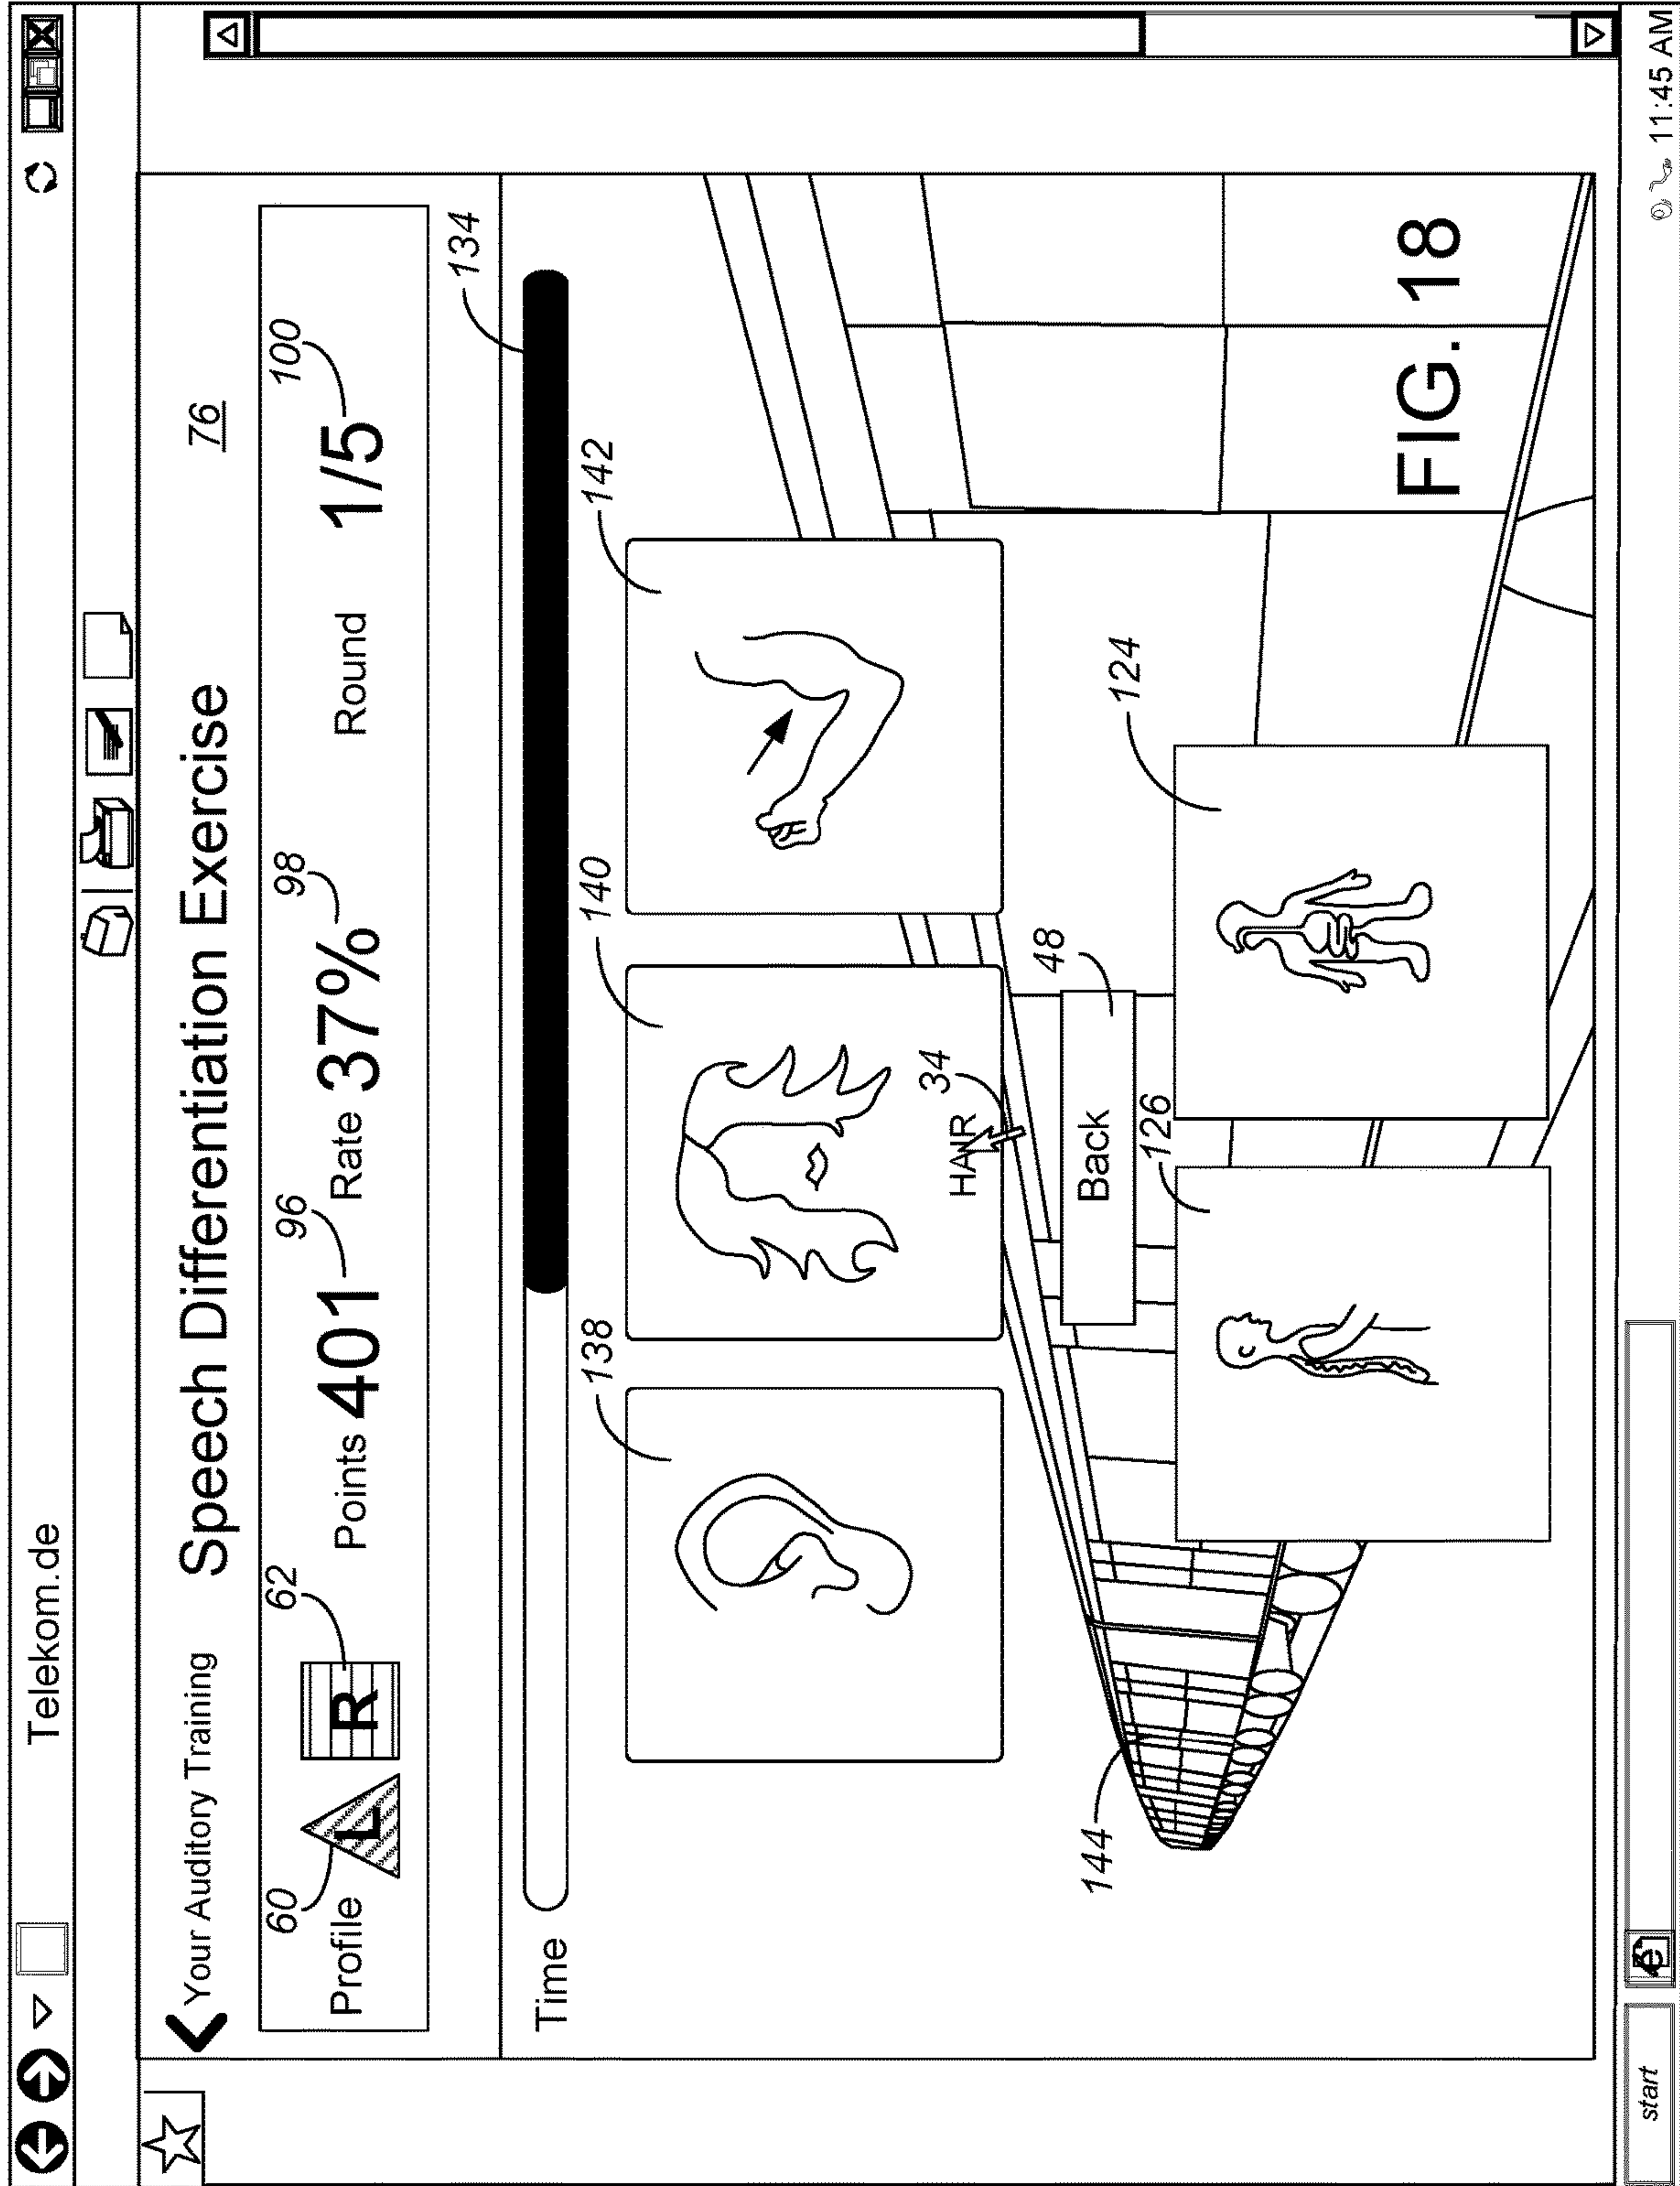 Telekom.de
Your Auditory Training Speech Differentiation Exercise 76
60 62 96 98 100
Profile L R Points 401 Rate 37% Round 1/5
134
Time
138 140 142
HAIR
34
144 Back 48 124
126
FIG. 18
start e 11:45 AM